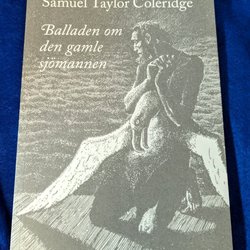 Samuel Taylor Coleridge
Balladen om
den gamle
sjömannen